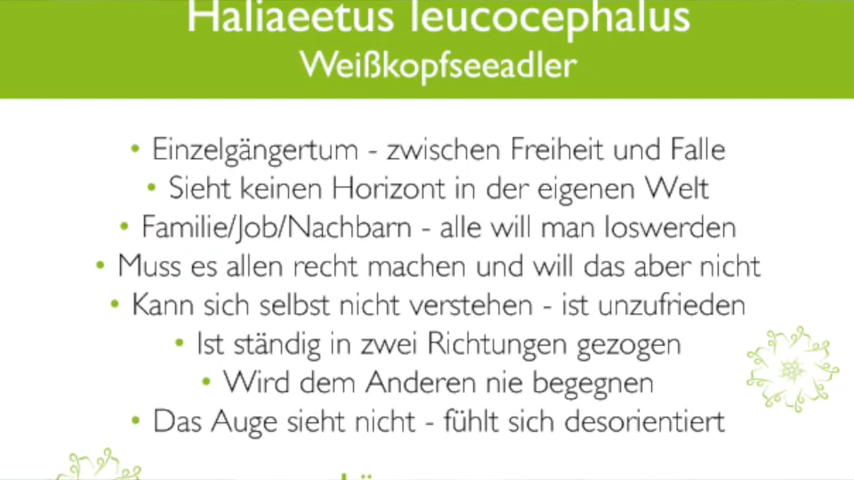 Haliaeetus leucocephalus
Weißkopfseeadler
• Einzelgängertum - zwischen Freiheit und Falle
• Sieht keinen Horizont in der eigenen Welt
• Familie/Job/Nachbarn - alle will man loswerden
• Muss es allen recht machen und will das aber nicht
• Kann sich selbst nicht verstehen - ist unzufrieden
• Ist ständig in zwei Richtungen gezogen
• Wird dem Anderen nie begegnen
• Das Auge sieht nicht - fühlt sich desorientiert